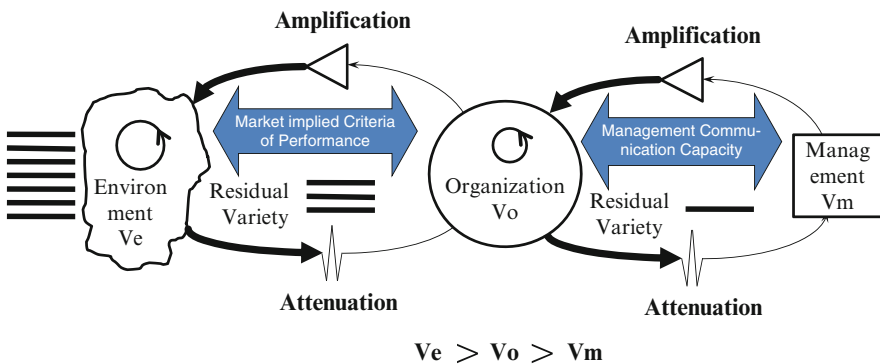 Amplification
Amplification
Market implied Criteria
of Performance
Management Commu-
nication Capacity
Environ
ment
Ve
Residual
Variety
Organization
Vo
Residual
Variety
Manag
ement
Vm
Attenuation
Attenuation
Ve > Vo > Vm